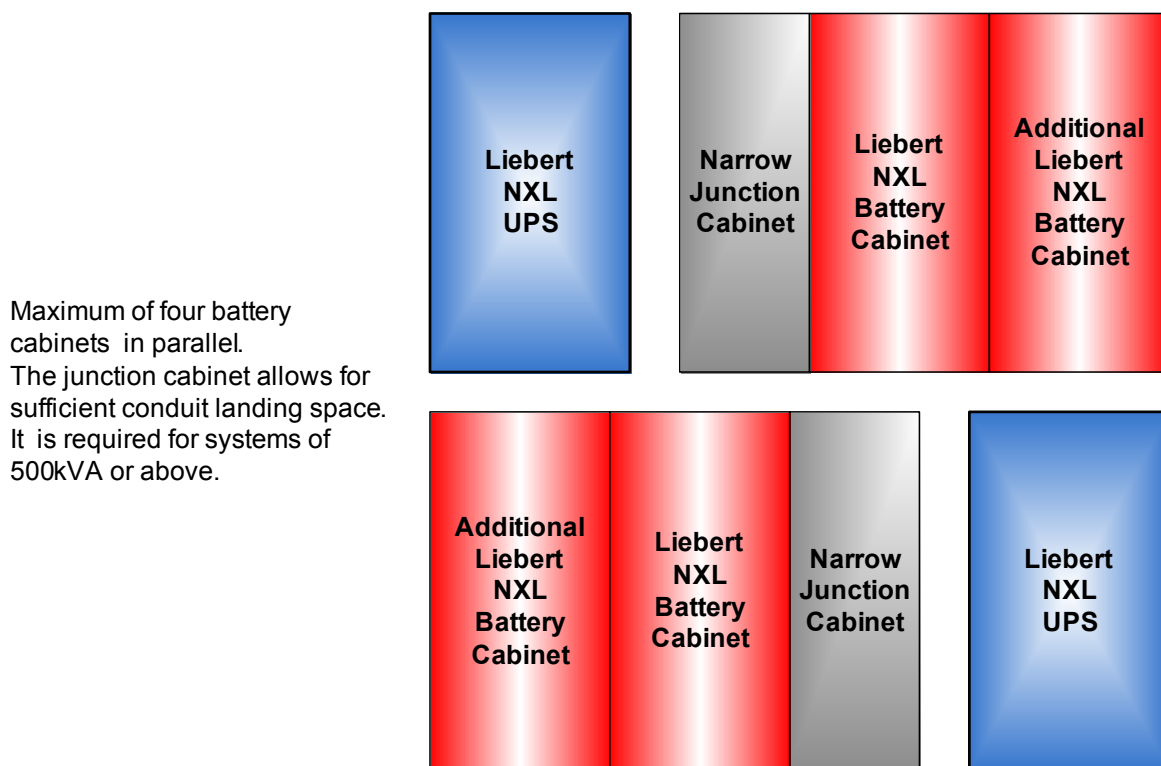 Maximum of four battery
cabinets in parallel.
The junction cabinet allows for
sufficient conduit landing space.
It is required for systems of
500kVA or above.
Liebert
NXL
UPS
Narrow
Junction
Cabinet
Liebert
NXL
Battery
Cabinet
Additional
Liebert
NXL
Battery
Cabinet
Additional
Liebert
NXL
Battery
Cabinet
Liebert
NXL
Battery
Cabinet
Narrow
Junction
Cabinet
Liebert
NXL
UPS